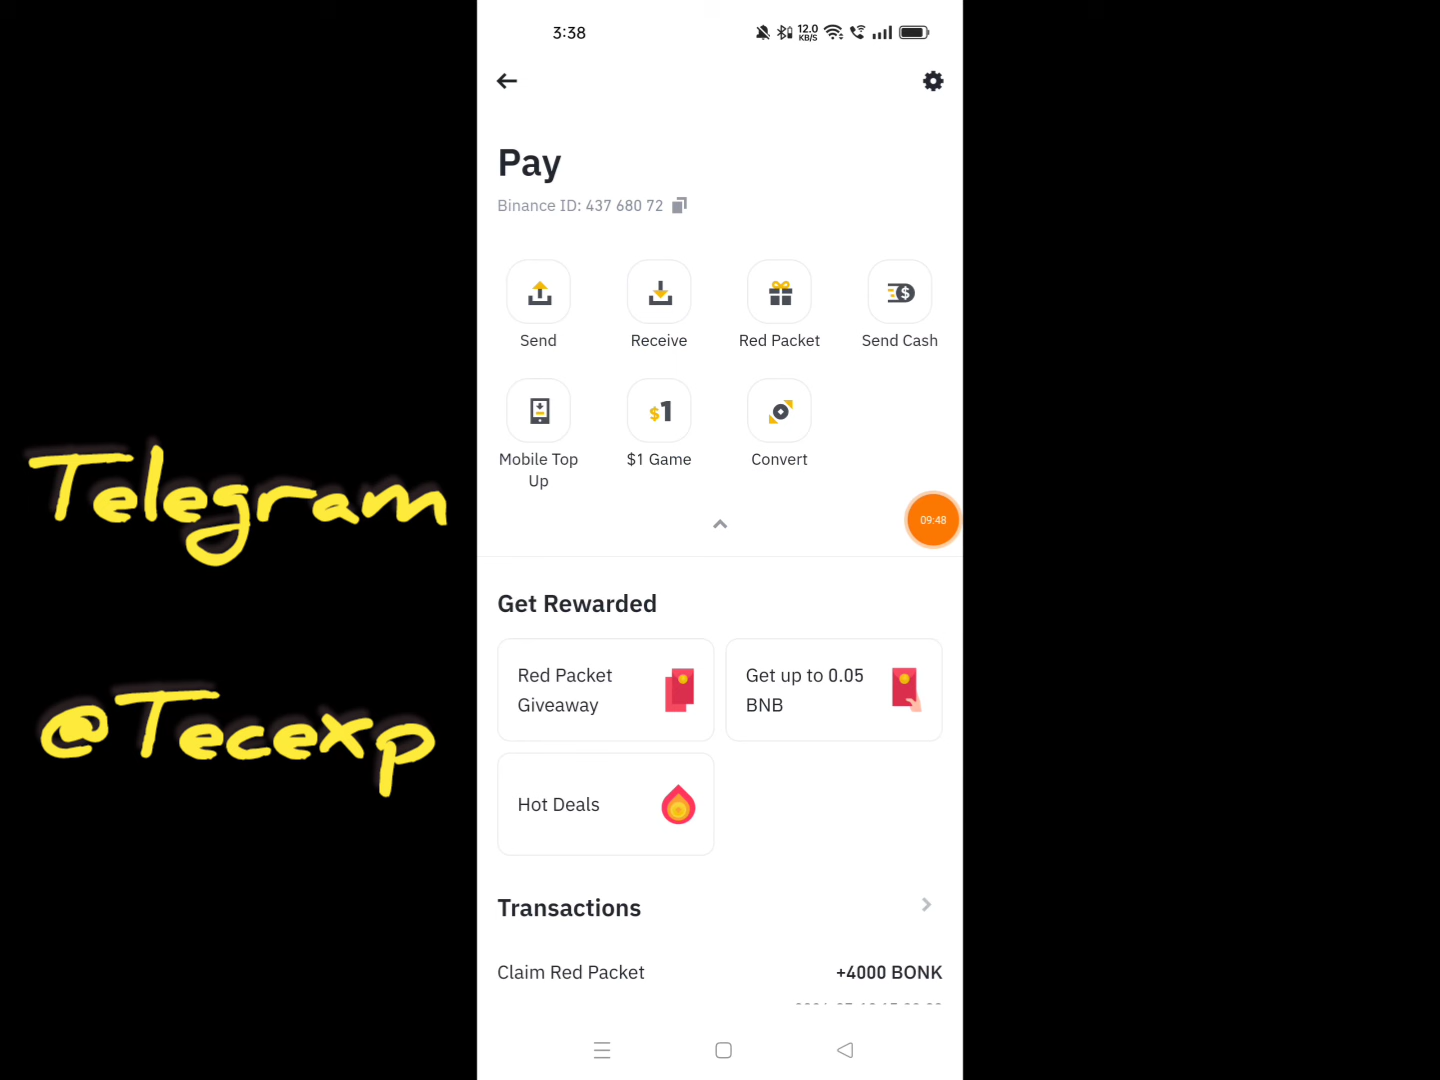 3:38
12.0
KB/S
Pay
Binance ID: 437 680 72
Send
Receive
Red Packet
Send Cash
$1
Mobile Top
Up
$1 Game
Convert
09:48
Telegram
@Tecexp
Get Rewarded
Red Packet
Giveaway
Get up to 0.05
BNB
Hot Deals
Transactions
Claim Red Packet
+4000 BONK